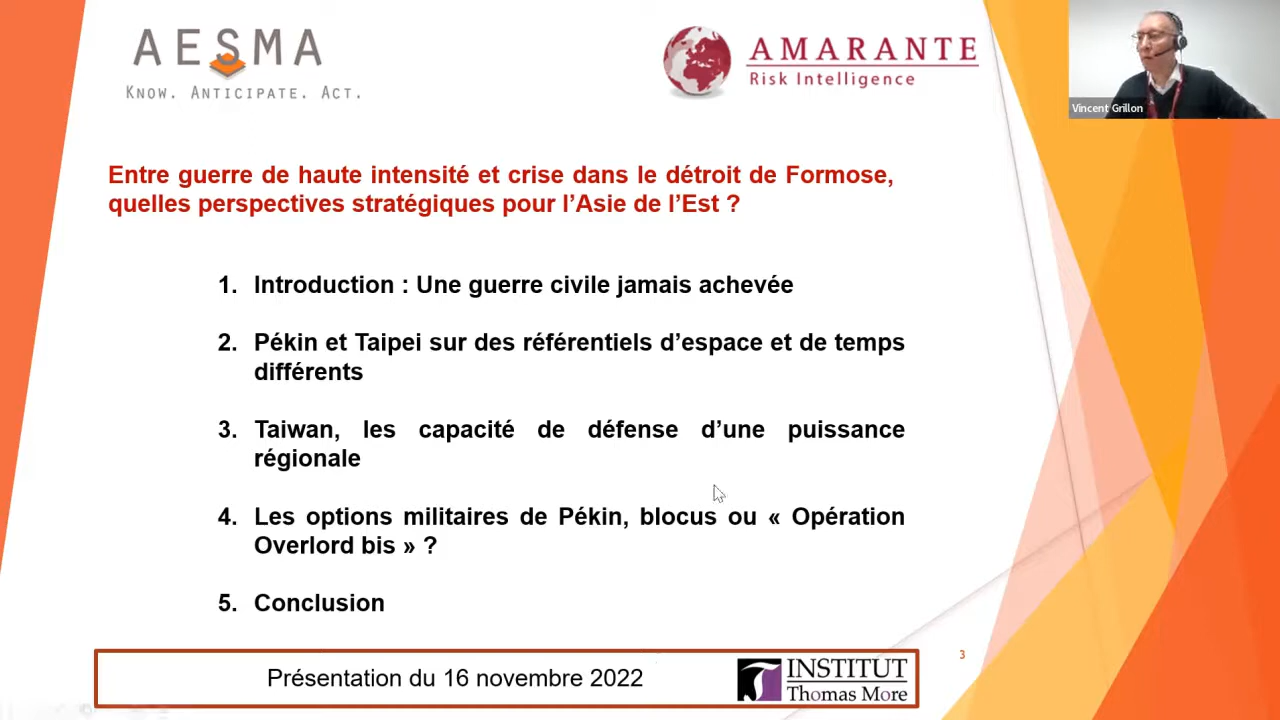 AESMA
KNOW. ANTICIPATE. ACT.
AMARANTE
Risk Intelligence
Vincent Grillon
Entre guerre de haute intensité et crise dans le détroit de Formose,
quelles perspectives stratégiques pour l’Asie de l’Est ?
1. Introduction : Une guerre civile jamais achevée
2. Pékin et Taipei sur des référentiels d’espace et de temps
différents
3. Taiwan, les capacité de défense d’une puissance
régionale
4. Les options militaires de Pékin, blocus ou « Opération
Overlord bis » ?
5. Conclusion
3
Présentation du 16 novembre 2022
INSTITUT
Thomas More